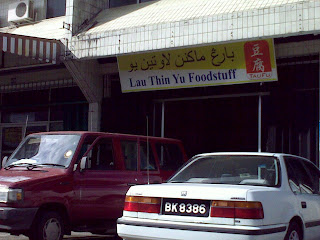 بارڠ ماكنن لاو تين يو
Lau Thin Yu Foodstuff
豆腐
TAUFU
BK 8386